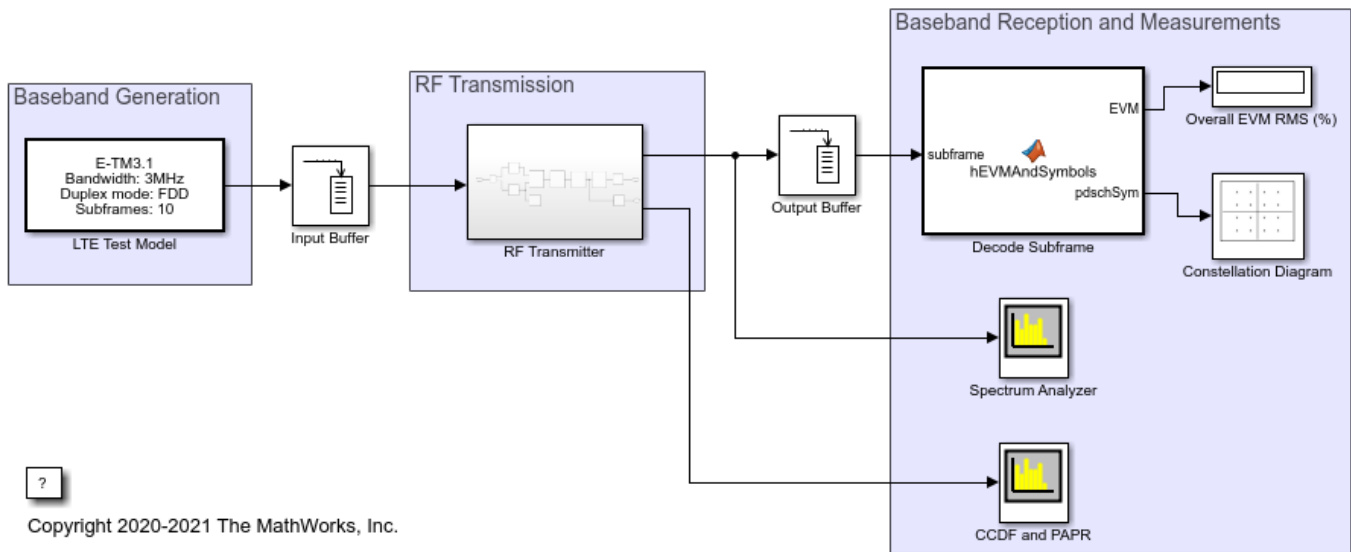 Baseband Generation
E-TM3.1
Bandwidth: 3MHz
Duplex mode: FDD
Subframes: 10
LTE Test Model
Input Buffer
RF Transmission
RF Transmitter
Output Buffer
Baseband Reception and Measurements
subframe
hEVMAndSymbols
EVM
pdschSym
Decode Subframe
Overall EVM RMS (%)
Constellation Diagram
Spectrum Analyzer
CCDF and PAPR
?
Copyright 2020-2021 The MathWorks, Inc.